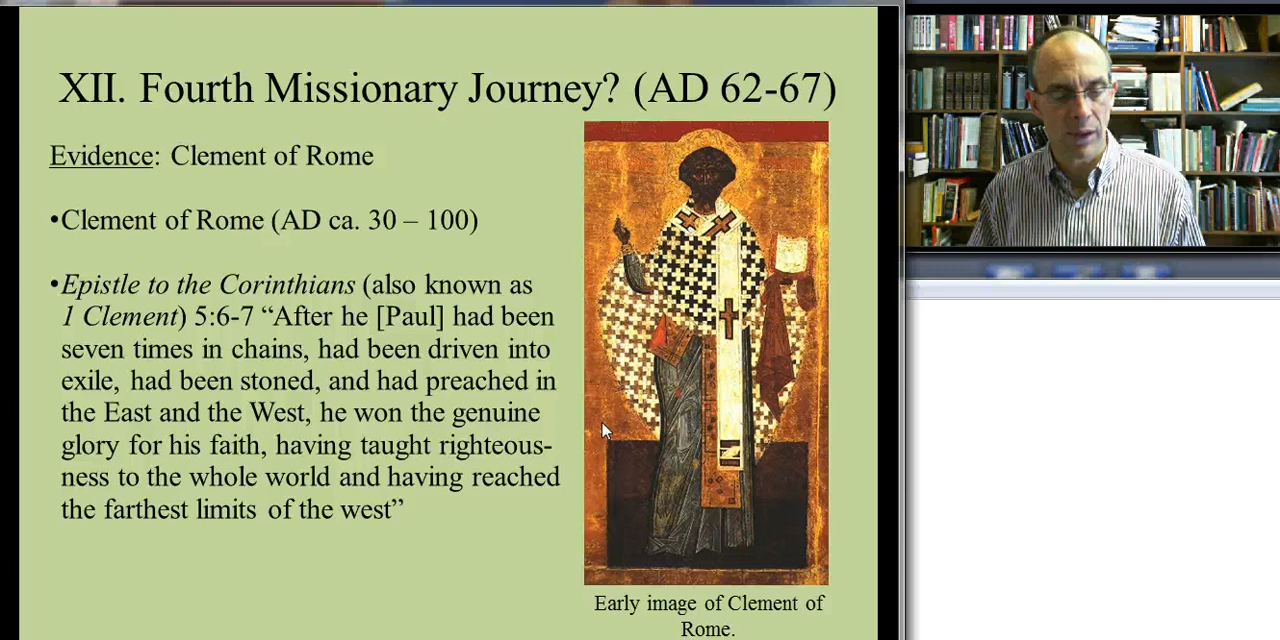 XII. Fourth Missionary Journey? (AD 62-67)
Evidence: Clement of Rome
•Clement of Rome (AD ca. 30 – 100)
•Epistle to the Corinthians (also known as
1 Clement) 5:6-7 “After he [Paul] had been
seven times in chains, had been driven into
exile, had been stoned, and had preached in
the East and the West, he won the genuine
glory for his faith, having taught righteous-
ness to the whole world and having reached
the farthest limits of the west”
Early image of Clement of
Rome.